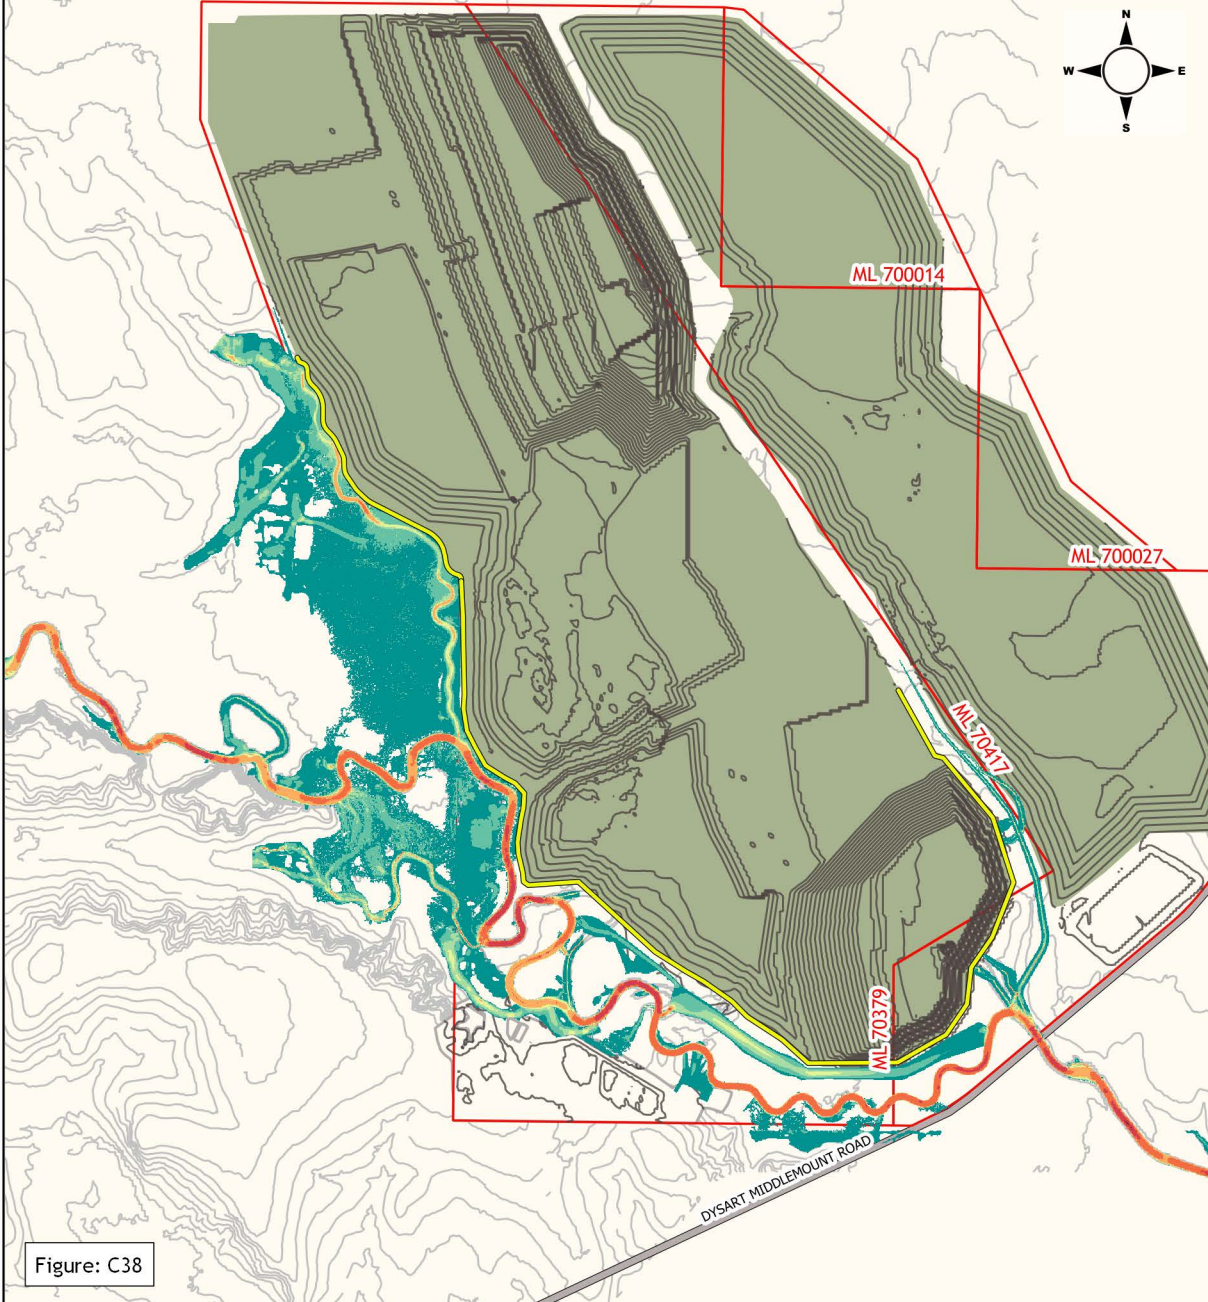 N
W E
S
ML 700014
ML 700027
ML 70417
ML 70379
DYSART MIDDLEMOUNT ROAD
Figure: C38